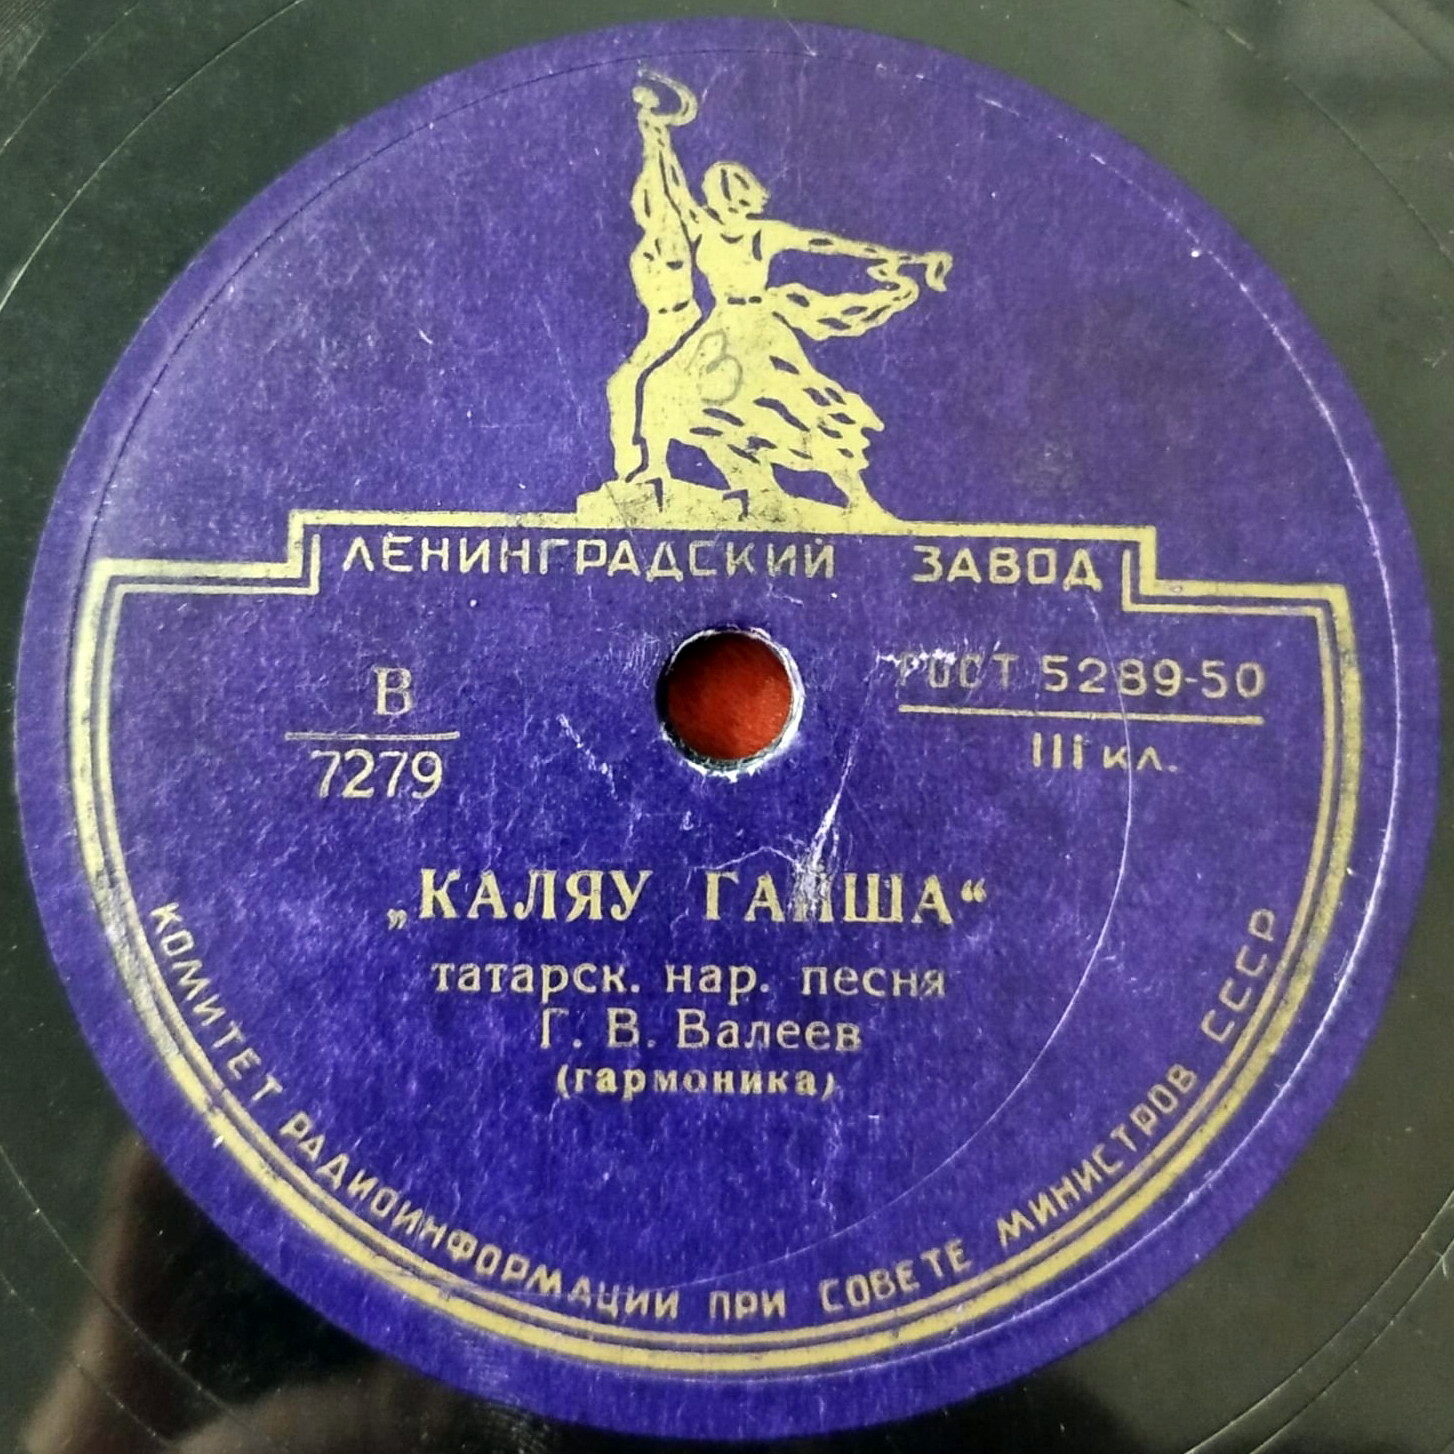 ЛЕНИНГРАДСКИЙ ЗАВОД
В
7279
ГОСТ 5289-50
III кл.
„КАЛЯУ ГАЙША“
татарск. нар. песня
Г. В. Валеев
(гармоника)
КОМИТЕТ РАДИОИНФОРМАЦИИ ПРИ СОВЕТЕ МИНИСТРОВ СССР
3